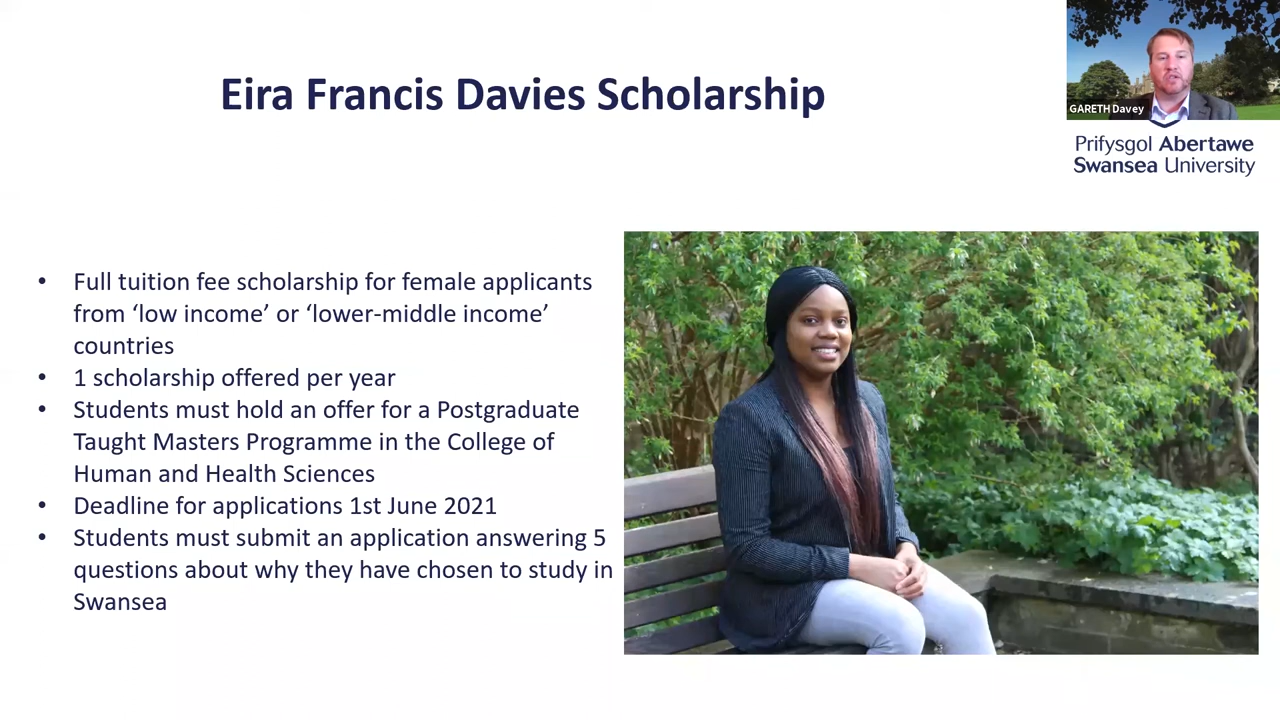 Eira Francis Davies Scholarship
GARETH Davey
Prifysgol Abertawe
Swansea University
• Full tuition fee scholarship for female applicants
from ‘low income’ or ‘lower-middle income’
countries
• 1 scholarship offered per year
• Students must hold an offer for a Postgraduate
Taught Masters Programme in the College of
Human and Health Sciences
• Deadline for applications 1st June 2021
• Students must submit an application answering 5
questions about why they have chosen to study in
Swansea